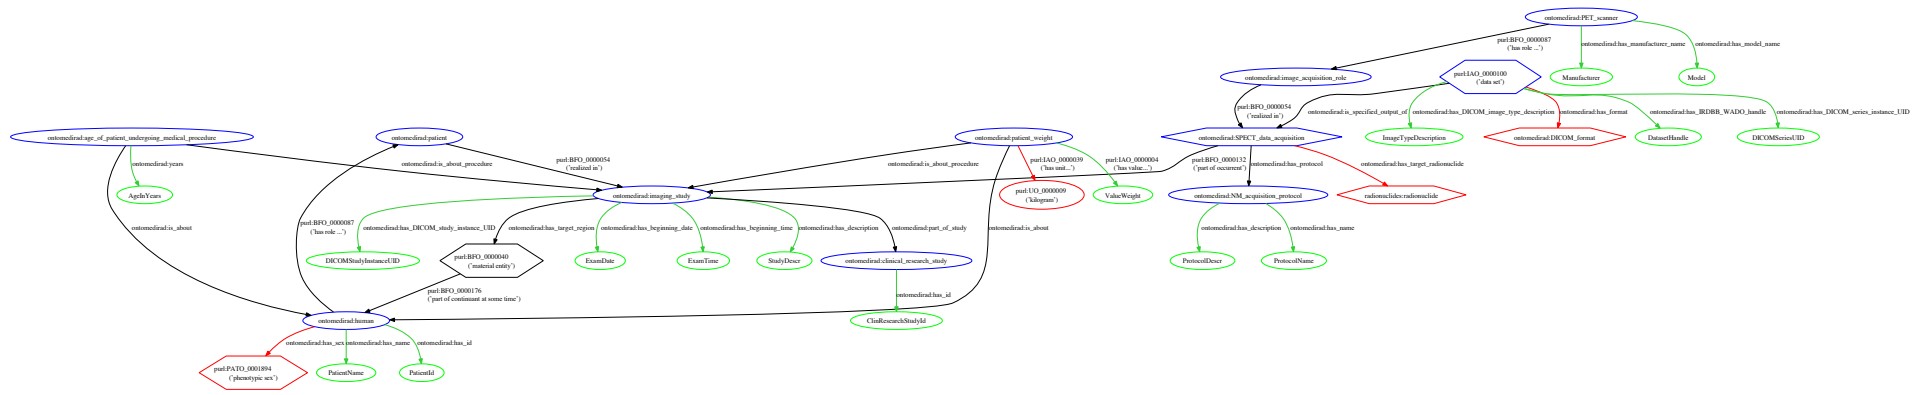 ontomedirad:PET_scanner
purl:BFO_0000087
('has role ...')
ontomedirad:has_manufacturer_name
ontomedirad:has_model_name
ontomedirad:image_acquisition_role
purl:IAO_0000100
('data set')
Manufacturer
Model
purl:BFO_0000054
('realized in')
ontomedirad:is_specified_output_of
ontomedirad:has_DICOM_image_type_description
ontomedirad:has_format
ontomedirad:has_IRDBB_WADO_handle
ontomedirad:has_DICOM_series_instance_UID
ontomedirad:age_of_patient_undergoing_medical_procedure
ontomedirad:patient
ontomedirad:patient_weight
ontomedirad:SPECT_data_acquisition
ImageTypeDescription
ontomedirad:DICOM_format
DatasetHandle
DICOMSeriesUID
ontomedirad:years
ontomedirad:is_about_procedure
purl:BFO_0000054
('realized in')
ontomedirad:is_about_procedure
purl:IAO_0000039
('has unit...')
purl:IAO_0000004
('has value...')
purl:BFO_0000132
('part of occurrent')
ontomedirad:has_protocol
ontomedirad:has_target_radionuclide
AgeInYears
ontomedirad:imaging_study
purl:UO_0000009
('kilogram')
ValueWeight
ontomedirad:NM_acquisition_protocol
radionuclides:radionuclide
ontomedirad:is_about
purl:BFO_0000087
('has role ...')
ontomedirad:has_DICOM_study_instance_UID
ontomedirad:has_target_region
ontomedirad:has_beginning_date
ontomedirad:has_beginning_time
ontomedirad:has_description
ontomedirad:part_of_study
ontomedirad:is_about
ontomedirad:has_description
ontomedirad:has_name
DICOMStudyInstanceUID
purl:BFO_0000040
('material entity')
ExamDate
ExamTime
StudyDescr
ontomedirad:clinical_research_study
ProtocolDescr
ProtocolName
purl:BFO_0000176
('part of continuant at some time')
ontomedirad:has_id
ontomedirad:human
ClinResearchStudyId
ontomedirad:has_sex
ontomedirad:has_name
ontomedirad:has_id
purl:PATO_0001894
('phenotypic sex')
PatientName
PatientId